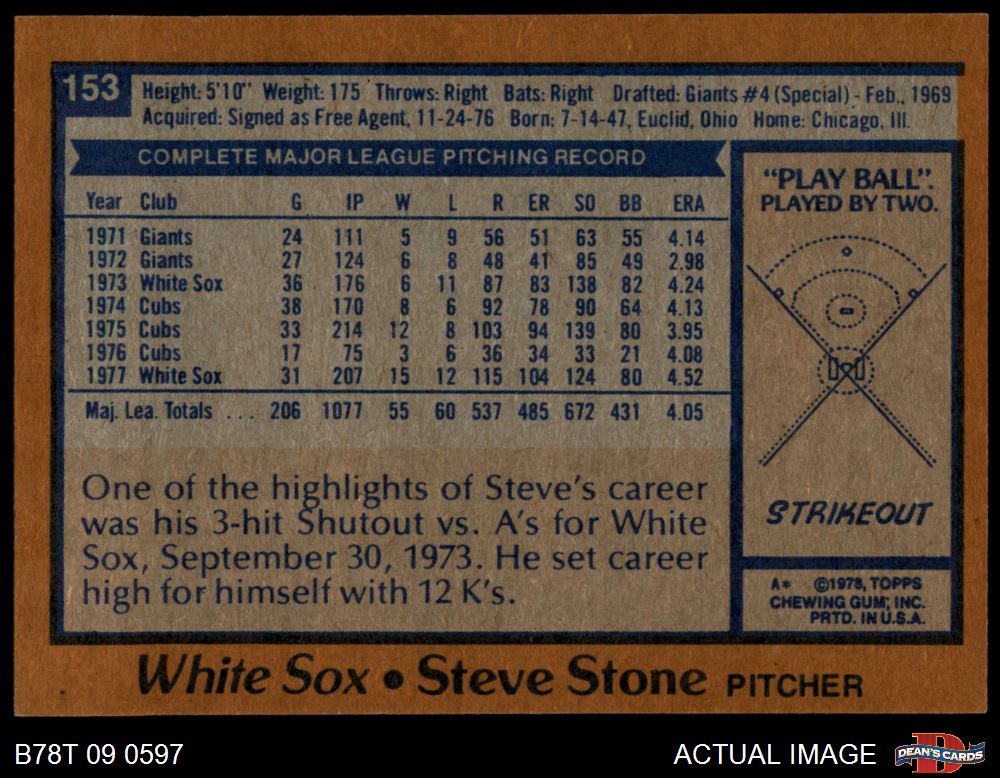 153
Height: 5'10" Weight: 175 Throws: Right Bats: Right Drafted: Giants #4 (Special) - Feb., 1969
Acquired: Signed as Free Agent, 11-24-76 Born: 7-14-47, Euclid, Ohio Home: Chicago, Ill.
COMPLETE MAJOR LEAGUE PITCHING RECORD
Year Club G IP W L R ER SO BB ERA
1971 Giants 24 111 5 9 56 51 63 55 4.14
1972 Giants 27 124 6 8 48 41 85 49 2.98
1973 White Sox 36 176 6 11 87 83 138 82 4.24
1974 Cubs 38 170 8 6 92 78 90 64 4.13
1975 Cubs 33 214 12 8 103 94 139 80 3.95
1976 Cubs 17 75 3 6 36 34 33 21 4.08
1977 White Sox 31 207 15 12 115 104 124 80 4.52
Maj. Lea. Totals ... 206 1077 55 60 537 485 672 431 4.05
One of the highlights of Steve's career
was his 3-hit Shutout vs. A's for White
Sox, September 30, 1973. He set career
high for himself with 12 K's.
"PLAY BALL".
PLAYED BY TWO.
STRIKEOUT
A* ©1978, TOPPS
CHEWING GUM, INC.
PRTD. IN U.S.A.
White Sox • Steve Stone PITCHER
B78T 09 0597
ACTUAL IMAGE
DEAN'S CARDS